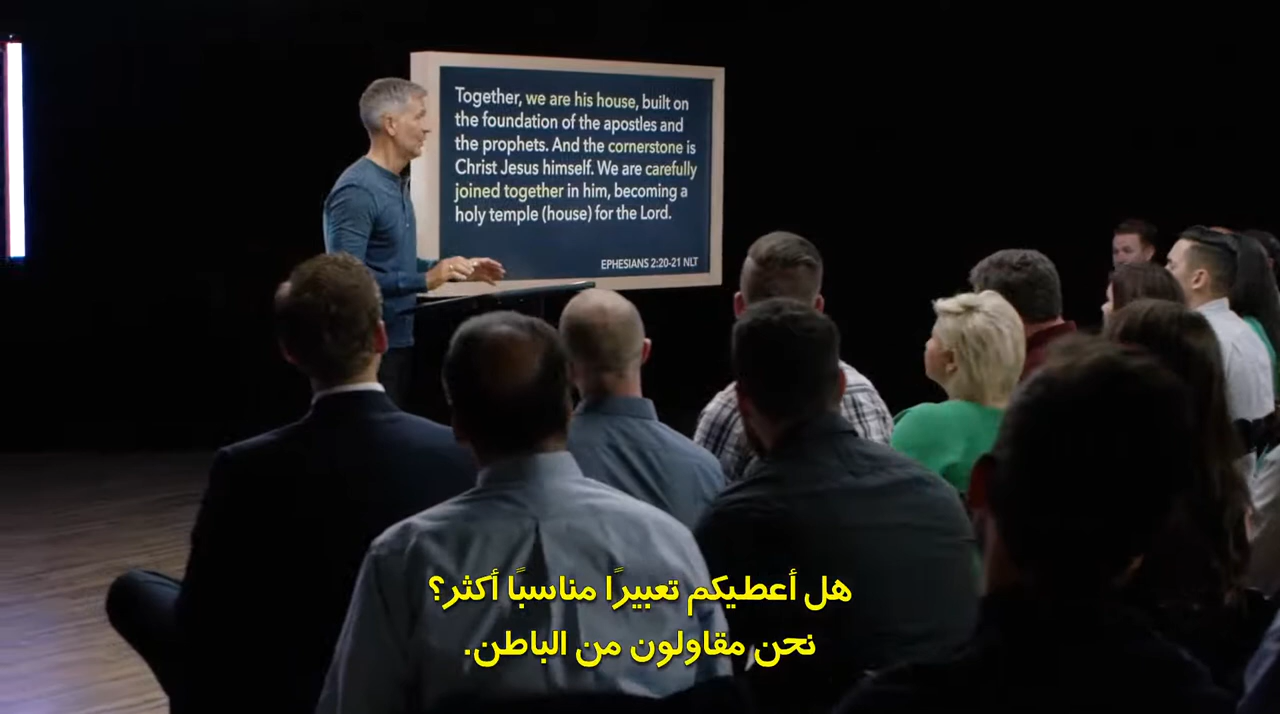 Together, we are his house, built on
the foundation of the apostles and
the prophets. And the cornerstone is
Christ Jesus himself. We are carefully
joined together in him, becoming a
holy temple (house) for the Lord.
EPHESIANS 2:20-21 NLT
هل أعطيكم تعبيرًا مناسبًا أكثر؟
نحن مقاولون من الباطن.